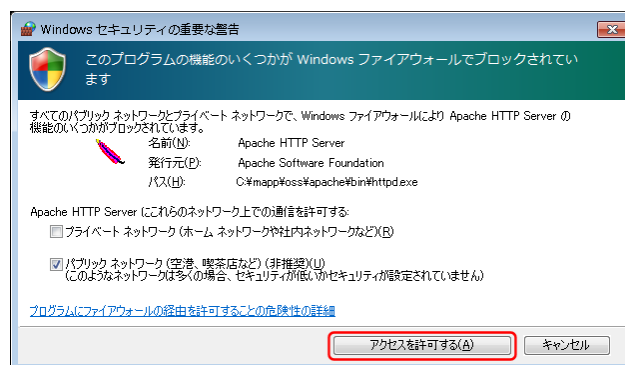 Windows セキュリティの重要な警告
このプログラムの機能のいくつかが Windows ファイアウォールでブロックされてい
ます
すべてのパブリック ネットワークとプライベート ネットワークで、Windows ファイアウォールにより Apache HTTP Server の
機能のいくつかがブロックされています。
名前(N): Apache HTTP Server
発行元(P): Apache Software Foundation
パス(H): C:¥mapp¥oss¥apache¥bin¥httpd.exe
Apache HTTP Server にこれらのネットワーク上での通信を許可する:
プライベート ネットワーク (ホーム ネットワークや社内ネットワークなど)(R)
パブリック ネットワーク (空港、喫茶店など) (非推奨)(U)
(このようなネットワークは多くの場合、セキュリティが低いかセキュリティが設定されていません)
プログラムにファイアウォールの経由を許可することの危険性の詳細
アクセスを許可する(A) キャンセル